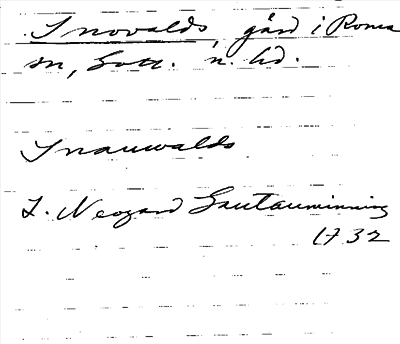 Snovalds, gård i Roma
sn, Gotl. n. hd.
Snauwalds
L. Neogard Gautauminning
1732